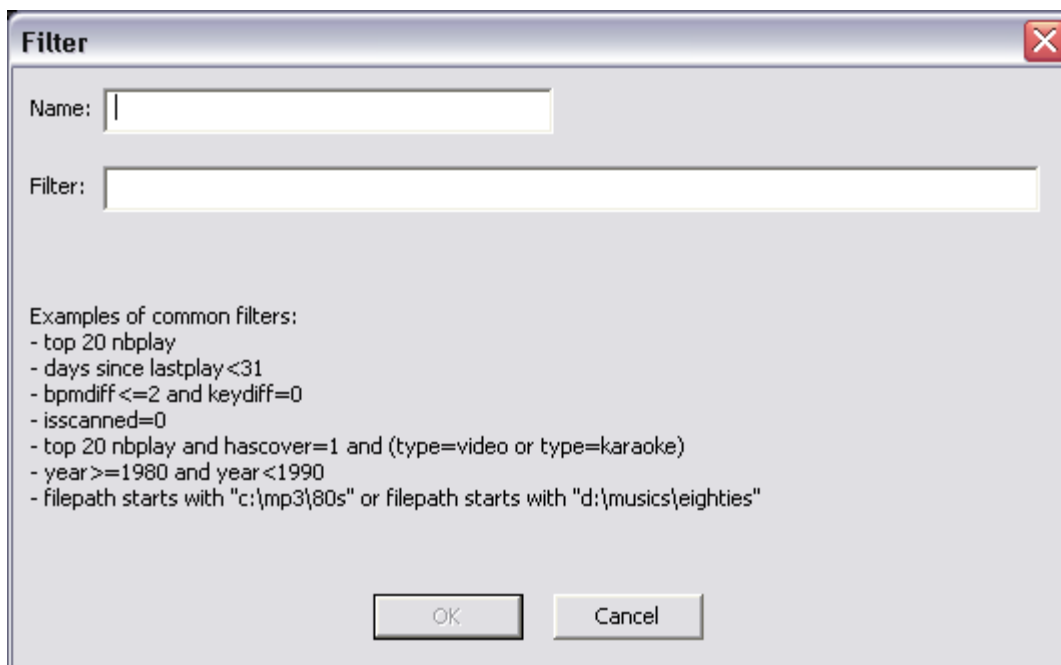 Filter
Name:
Filter:
Examples of common filters:
- top 20 nbplay
- days since lastplay<31
- bpmdiff<=2 and keydiff=0
- isscanned=0
- top 20 nbplay and hascover=1 and (type=video or type=karaoke)
- year>=1980 and year<1990
- filepath starts with "c:\mp3\80s" or filepath starts with "d:\musics\eighties"
OK Cancel